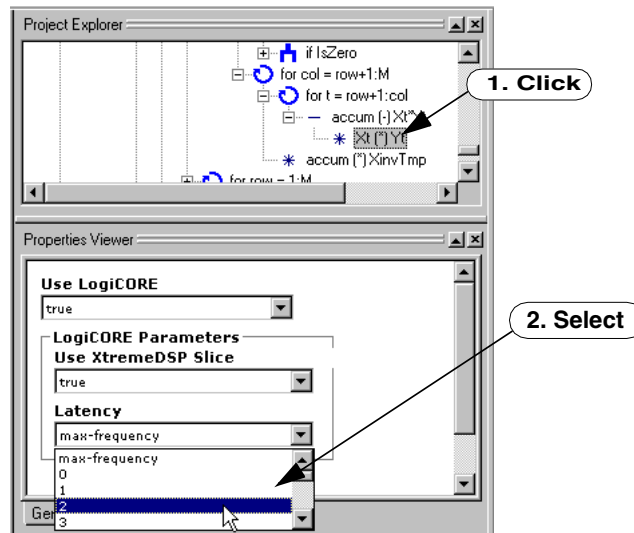 Project Explorer
if IsZero
for col = row+1:M
1. Click
for t = row+1:col
accum (-) Xt*
Xt (*) Yt
accum (*) XinvTmp
for row = 1:M
Properties Viewer
Use LogiCORE
true
2. Select
LogiCORE Parameters
Use XtremeDSP Slice
true
Latency
max-frequency
max-frequency
0
1
2
Ger
3